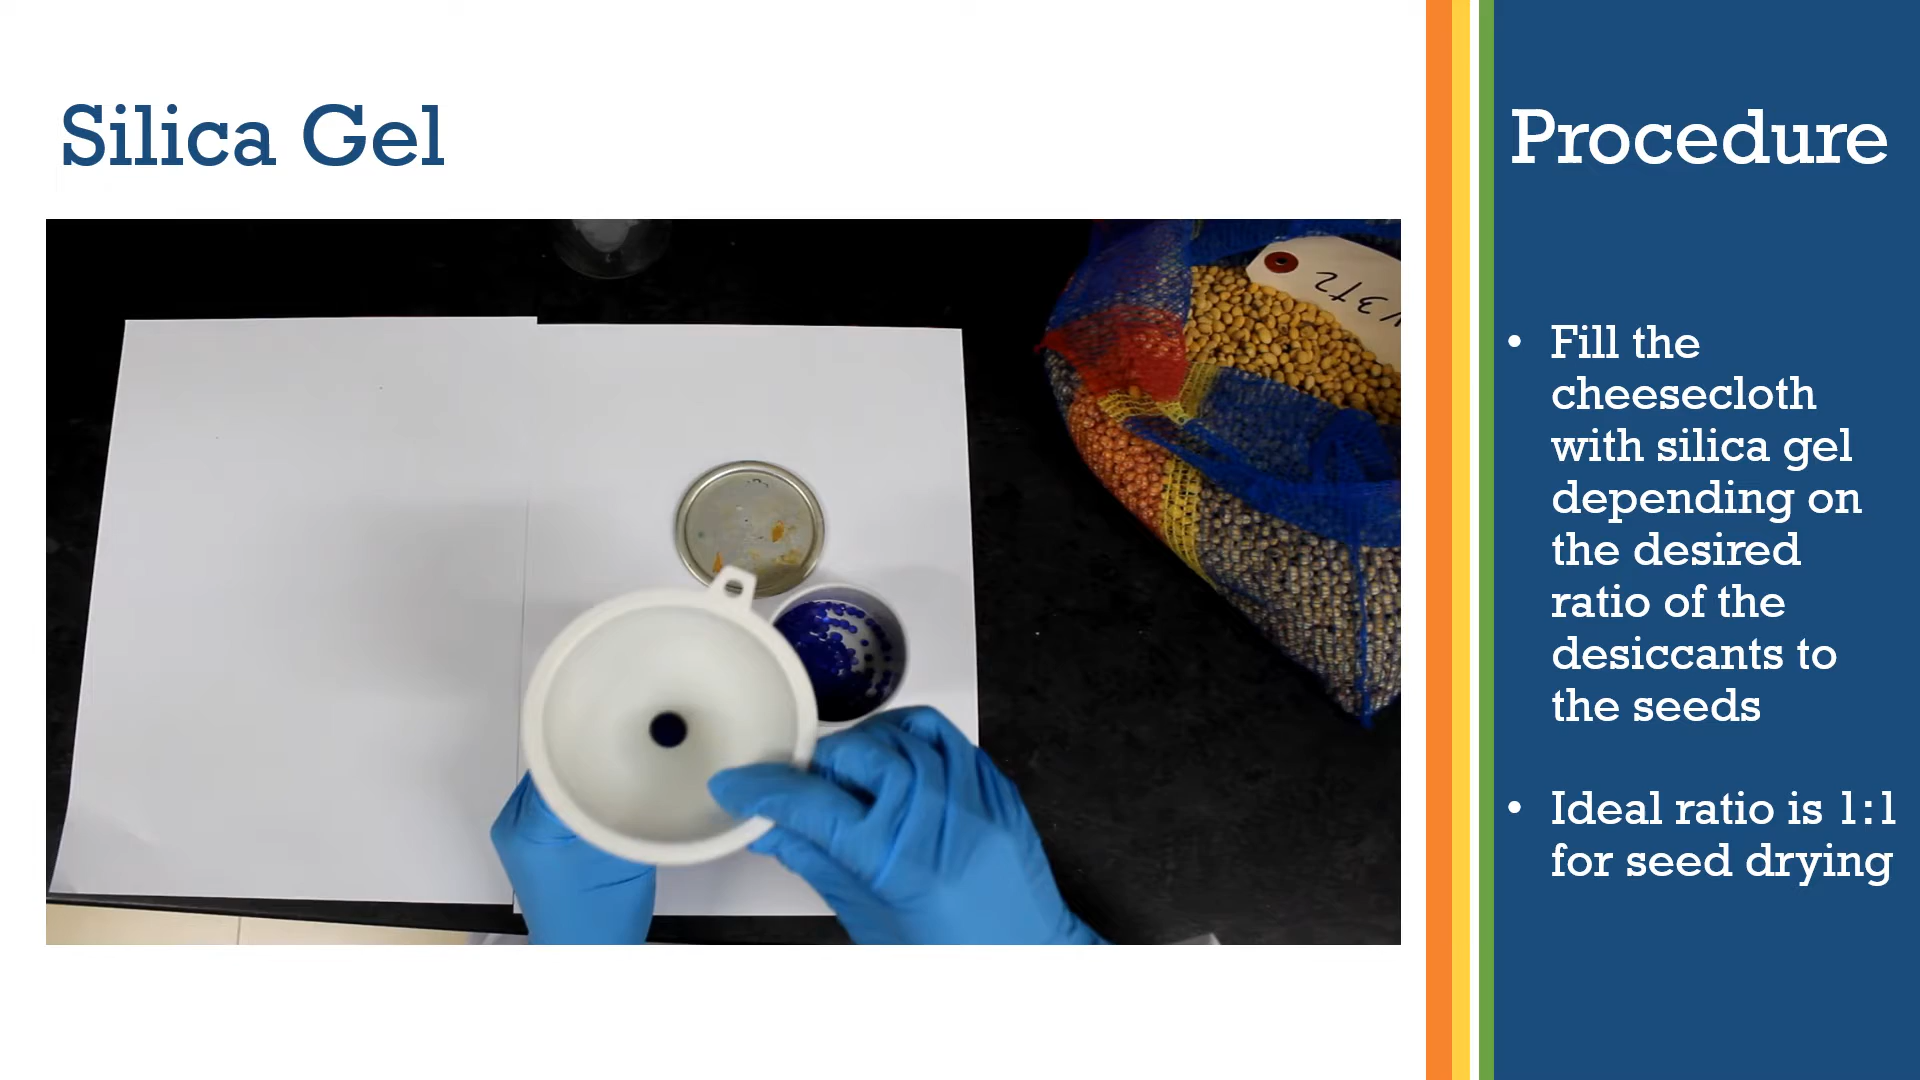 Silica Gel
Procedure
• Fill the
cheesecloth
with silica gel
depending on
the desired
ratio of the
desiccants to
the seeds
• Ideal ratio is 1:1
for seed drying